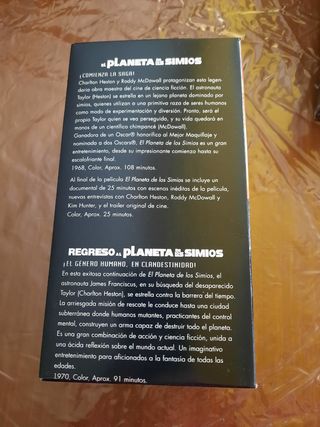 EL PLANETA DE LOS SIMIOS
¡COMIENZA LA SAGA!
Charlton Heston y Roddy McDowall protagonizan esta legen-
daria obra maestra del cine de ciencia ficción. El astronauta
Taylor (Heston) se estrella en un lejano planeta dominado por
simios, quienes utilizan a una primitiva raza de seres humanos
como modo de experimentación y diversión. Pronto, será el
propio Taylor quien se vea perseguido, y su vida quedará en
manos de un científico chimpancé (McDowall).
Ganadora de un Oscar® honorífico al Mejor Maquillaje y
nominada a dos Oscars®, El Planeta de los Simios es un gran
entretenimiento, desde su impresionante comienzo hasta su
escalofriante final.
1968, Color, Aprox. 108 minutos.
Al final de la película El Planeta de los Simios se incluye un
documental de 25 minutos con escenas inéditas de la película,
nuevas entrevistas con Charlton Heston, Roddy McDowall y
Kim Hunter, y el trailer original de cine.
Color, Aprox. 25 minutos.
REGRESO AL PLANETA DE LOS SIMIOS
¡EL GENERO HUMANO, EN CLANDESTINIDAD!
En esta exitosa continuación de El Planeta de los Simios, el
astronauta James Franciscus, en su búsqueda del desaparecido
Taylor (Charlton Heston), se estrella contra la barrera del tiempo.
La arriesgada misión de rescate le conduce hasta una ciudad
subterránea donde humanos mutantes, practicantes del control
mental, construyen un arma capaz de destruir todo el planeta.
Es una gran combinación de acción y ciencia ficción, unida a
una ácida reflexión sobre el mundo actual. Un imaginativo
entretenimiento para aficionados a la fantasía de todas las
edades.
1970, Color, Aprox. 91 minutos.